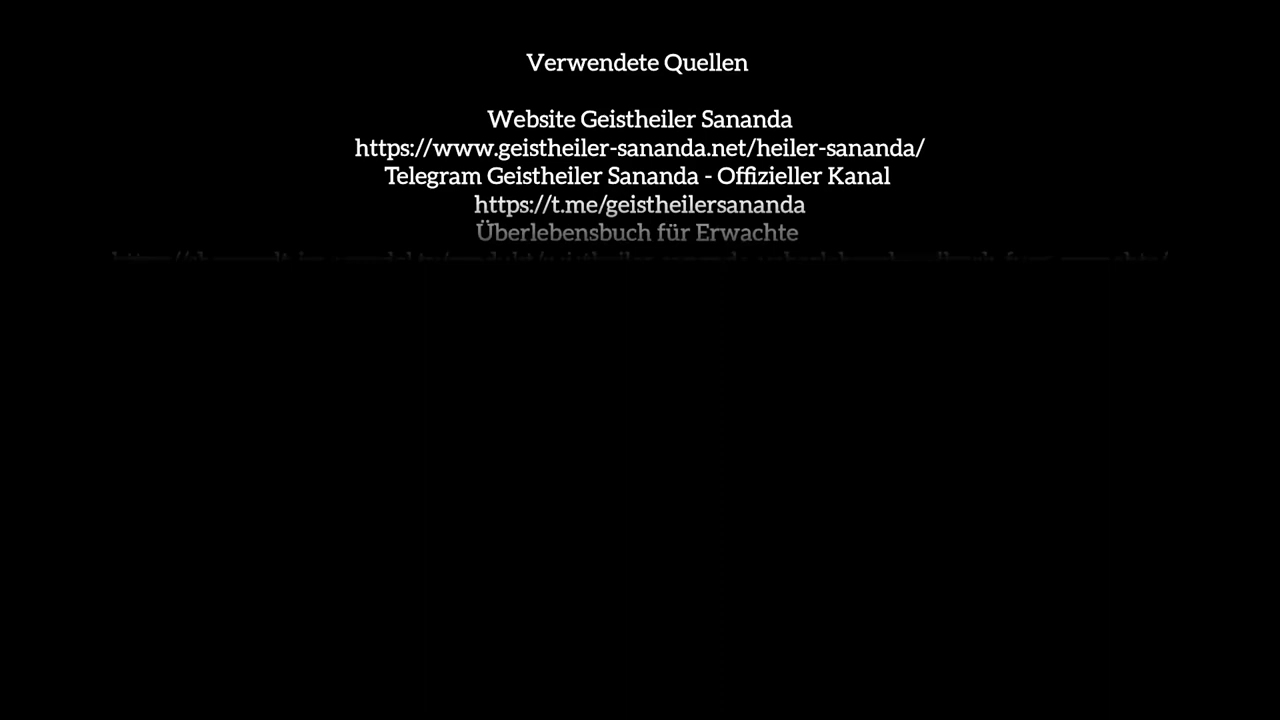 Verwendete Quellen
Website Geistheiler Sananda
https://www.geistheiler-sananda.net/heiler-sananda/
Telegram Geistheiler Sananda - Offizieller Kanal
https://t.me/geistheilersananda
Überlebensbuch für Erwachte